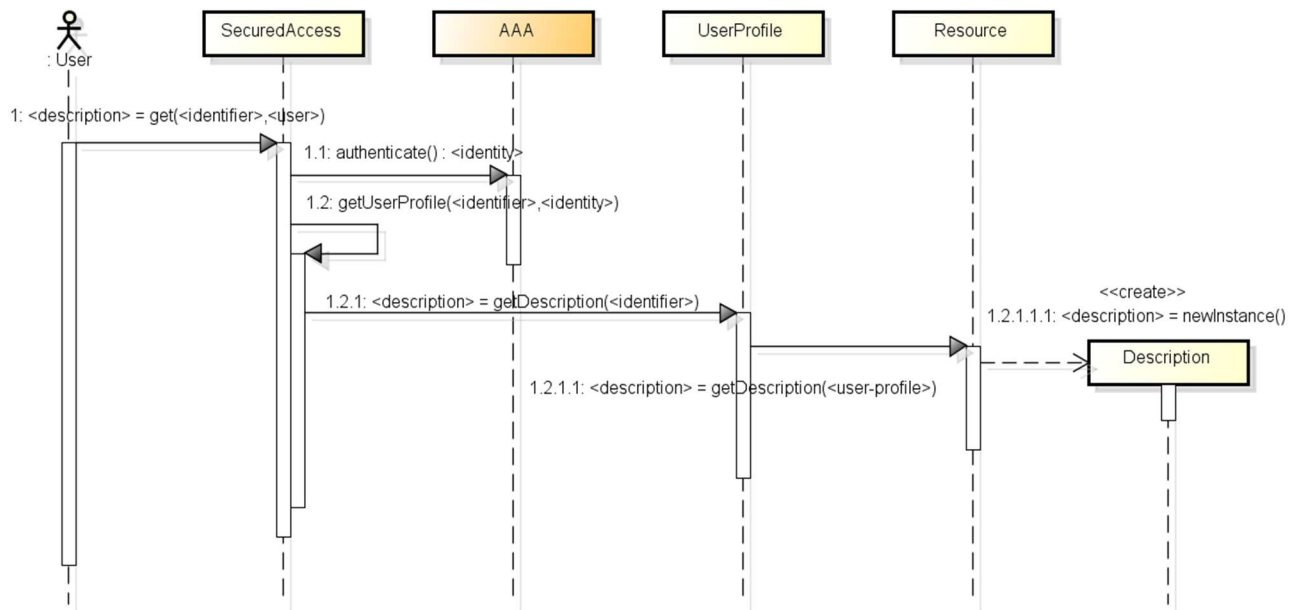 : User
SecuredAccess
AAA
UserProfile
Resource
1: <description> = get(<identifier>,<user>)
1.1: authenticate() : <identity>
1.2: getUserProfile(<identifier>,<identity>)
1.2.1: <description> = getDescription(<identifier>)
<<create>>
1.2.1.1.1: <description> = newInstance()
Description
1.2.1.1: <description> = getDescription(<user-profile>)